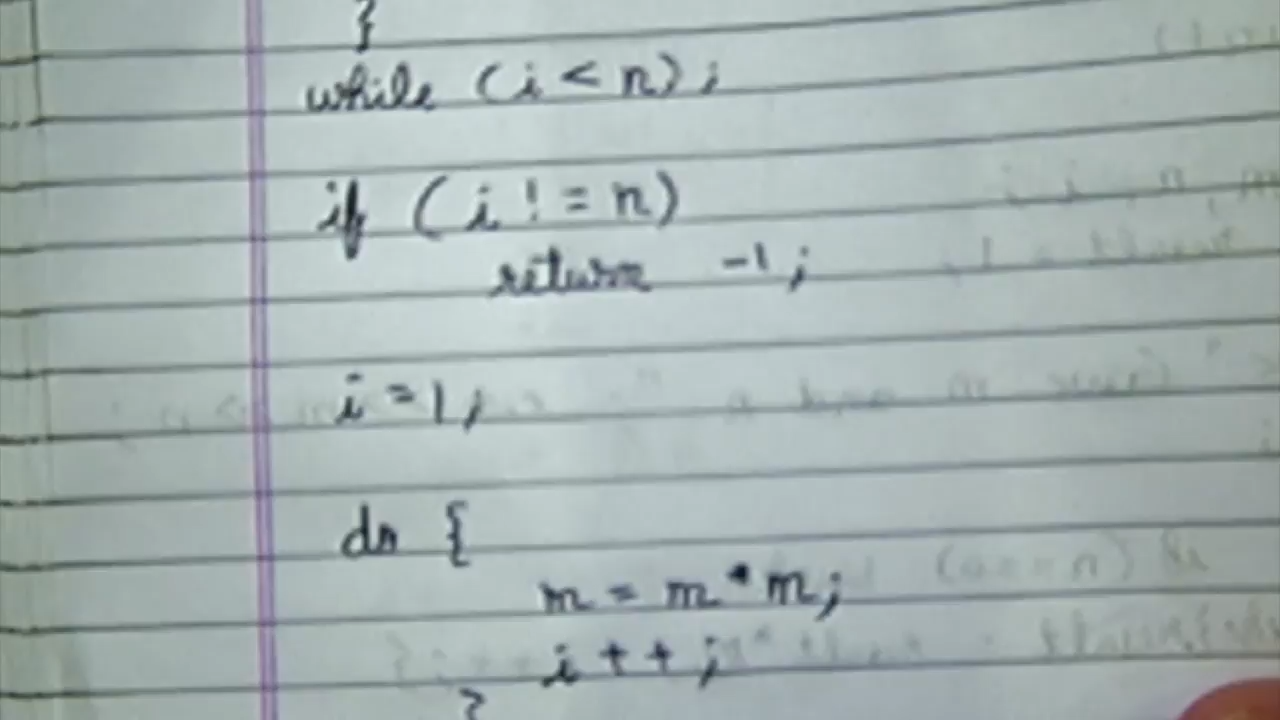 }
while (i < n);
if (i != n)
return -1;
i = 1;
do {
m = m * m;
i++;
}